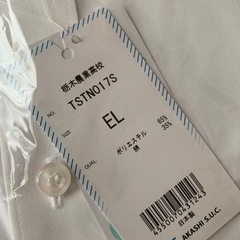 栃木農業高校
NO. TSTN017S
SIZE EL
QUAL. ポリエステル 65%
綿 35%
日本製
AKASHI S.U.C.